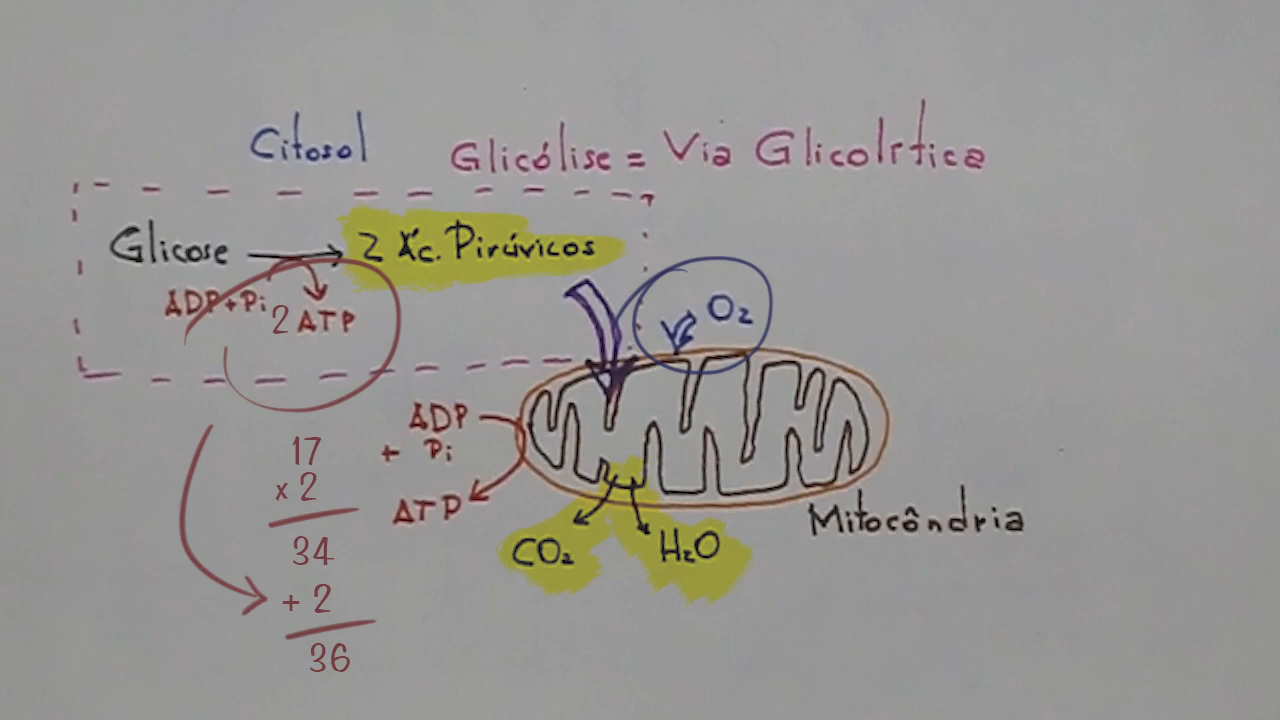 Citosol
Glicólise = Via Glicolítica
Glicose → 2 Ác. Pirúvicos
ADP+Pi 2 ATP
O₂
ADP
+ Pi
ATP
17
x 2
34
+ 2
36
CO₂ H₂O
Mitocôndria